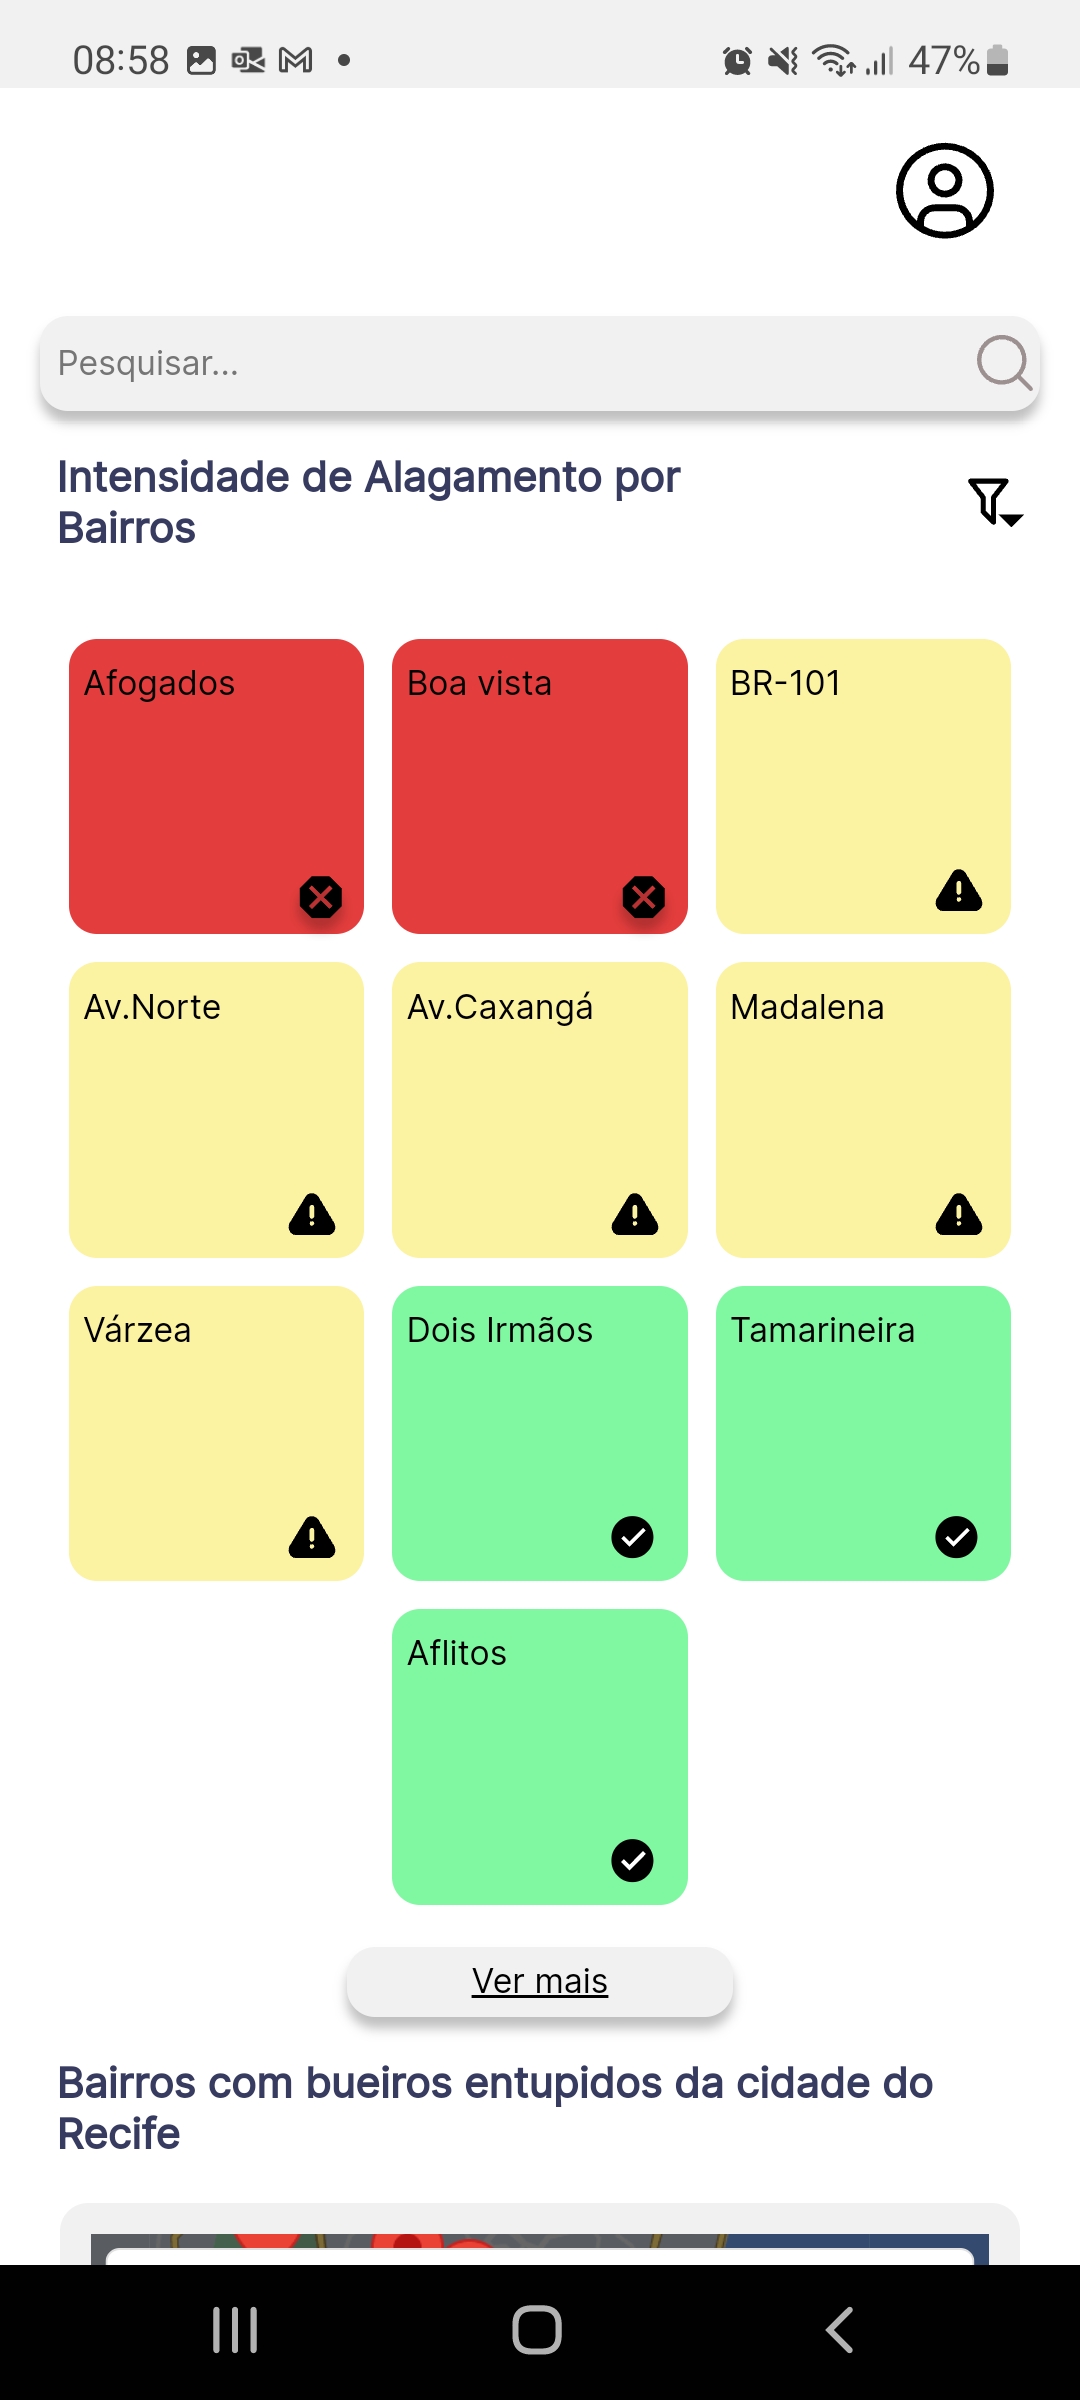 08:58
47%
Pesquisar...
Intensidade de Alagamento por
Bairros
Afogados
Boa vista
BR-101
Av.Norte
Av.Caxangá
Madalena
Várzea
Dois Irmãos
Tamarineira
Aflitos
Ver mais
Bairros com bueiros entupidos da cidade do
Recife